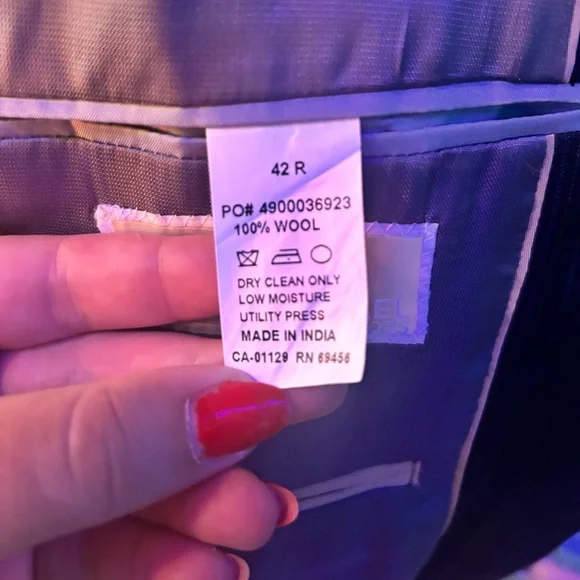 42 R
PO# 4900036923
100% WOOL
DRY CLEAN ONLY
LOW MOISTURE
UTILITY PRESS
MADE IN INDIA
CA-01129 RN 69456